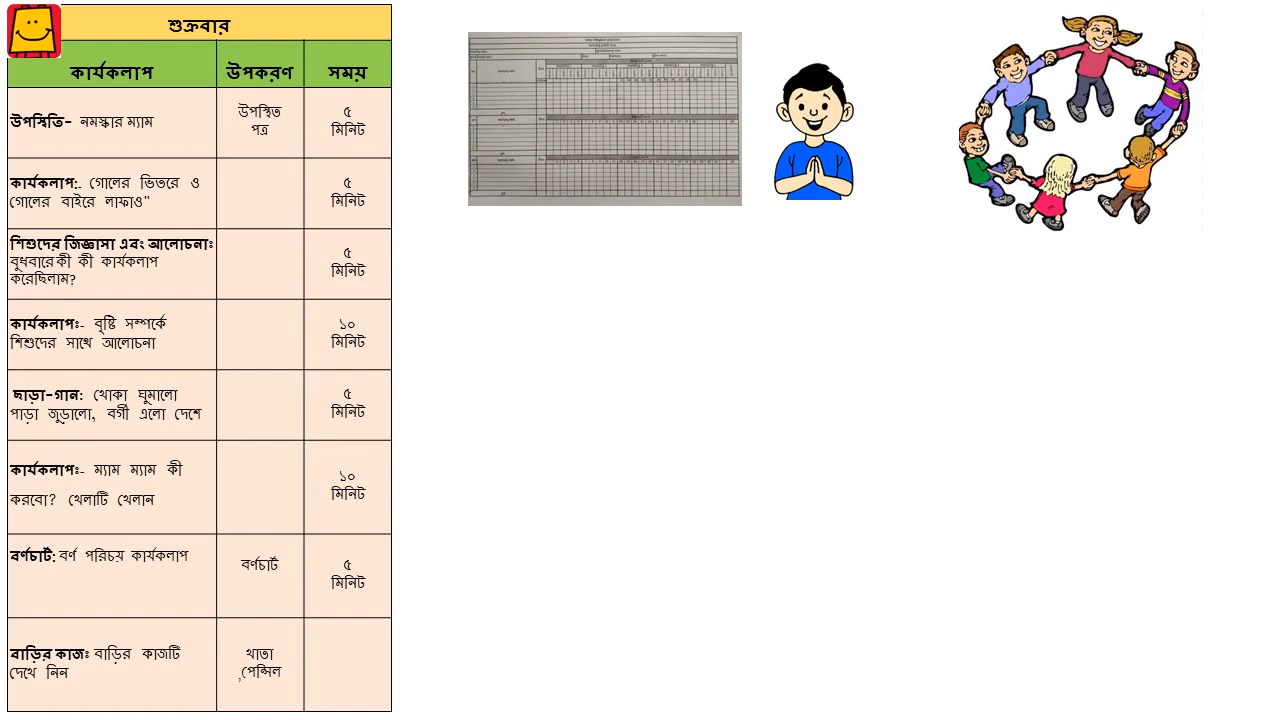 শুক্রবার
কার্যকলাপ উপকরণ সময়
উপস্থিতি- নমস্কার ম্যাম
উপস্থিত
পত্র
৫
মিনিট
কার্যকলাপ:- গোলের ভিতরে ও
গোলের বাইরে লাফাও"
৫
মিনিট
শিশুদের জিজ্ঞাসা এবং আলোচনাঃ
বুধবারে কী কী কার্যকলাপ
করেছিলাম?
৫
মিনিট
কার্যকলাপঃ- বৃষ্টি সম্পর্কে
শিশুদের সাথে আলোচনা
১০
মিনিট
ছাড়া-গান: খোকা ঘুমালো
পাড়া জুড়ালো, বর্গী এলো দেশে
৫
মিনিট
কার্যকলাপঃ- ম্যাম ম্যাম কী
করবো? খেলাটি খেলান
১০
মিনিট
বর্ণচার্ট: বর্ণ পরিচয় কার্যকলাপ
বর্ণচার্ট
৫
মিনিট
বাড়ির কাজঃ বাড়ির কাজটি
দেখে নিন
খাতা
,পেন্সিল